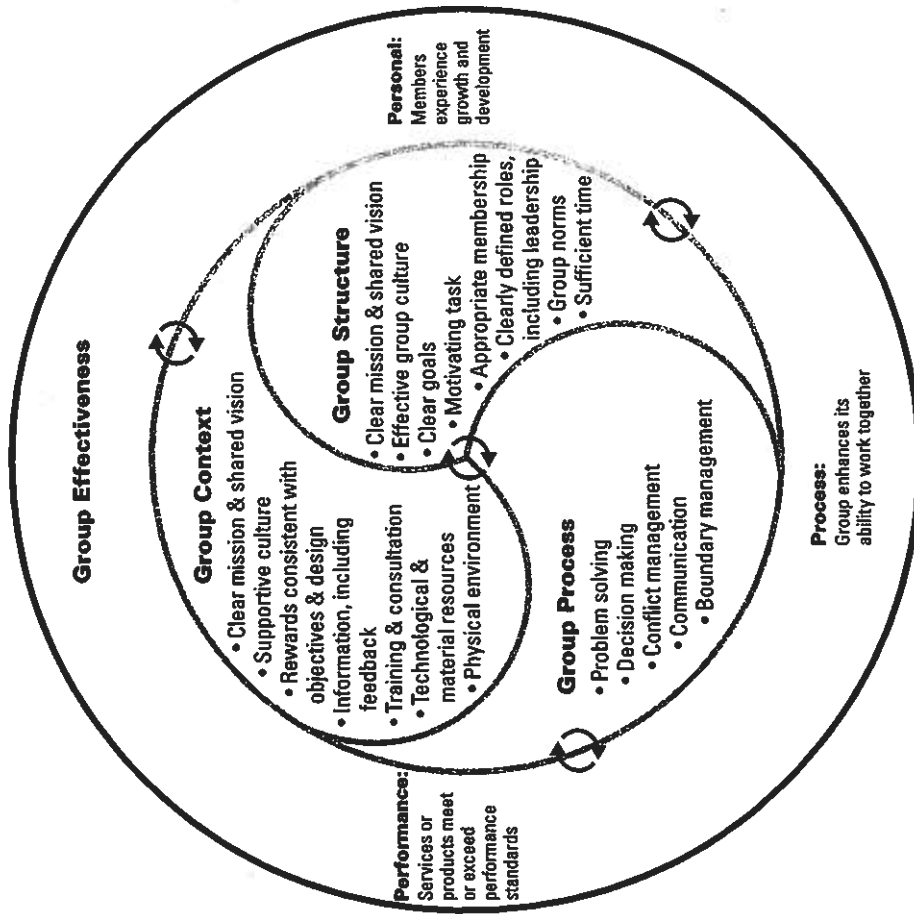 Group Effectiveness
Group Context
• Clear mission & shared vision
• Supportive culture
• Rewards consistent with
objectives & design
• Information, including
feedback
• Training & consultation
• Technological &
material resources
• Physical environment
Group Structure
• Clear mission & shared vision
• Effective group culture
• Clear goals
• Motivating task
• Appropriate membership
• Clearly defined roles,
including leadership
• Group norms
• Sufficient time
Group Process
• Problem solving
• Decision making
• Conflict management
• Communication
• Boundary management
Performance:
Services or
products meet
or exceed
performance
standards
Process:
Group enhances its
ability to work together
Personal:
Members
experience
growth and
development